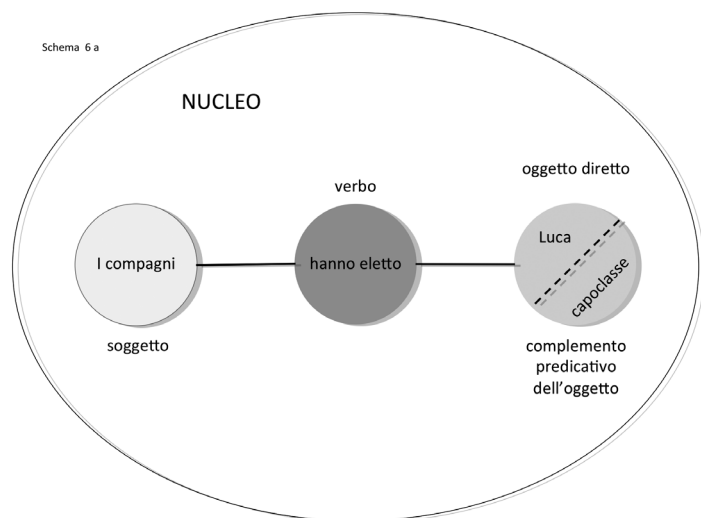 Schema 6 a
NUCLEO
oggetto diretto
verbo
Luca
I compagni
hanno eletto
capoclasse
soggetto
complemento
predicativo
dell'oggetto